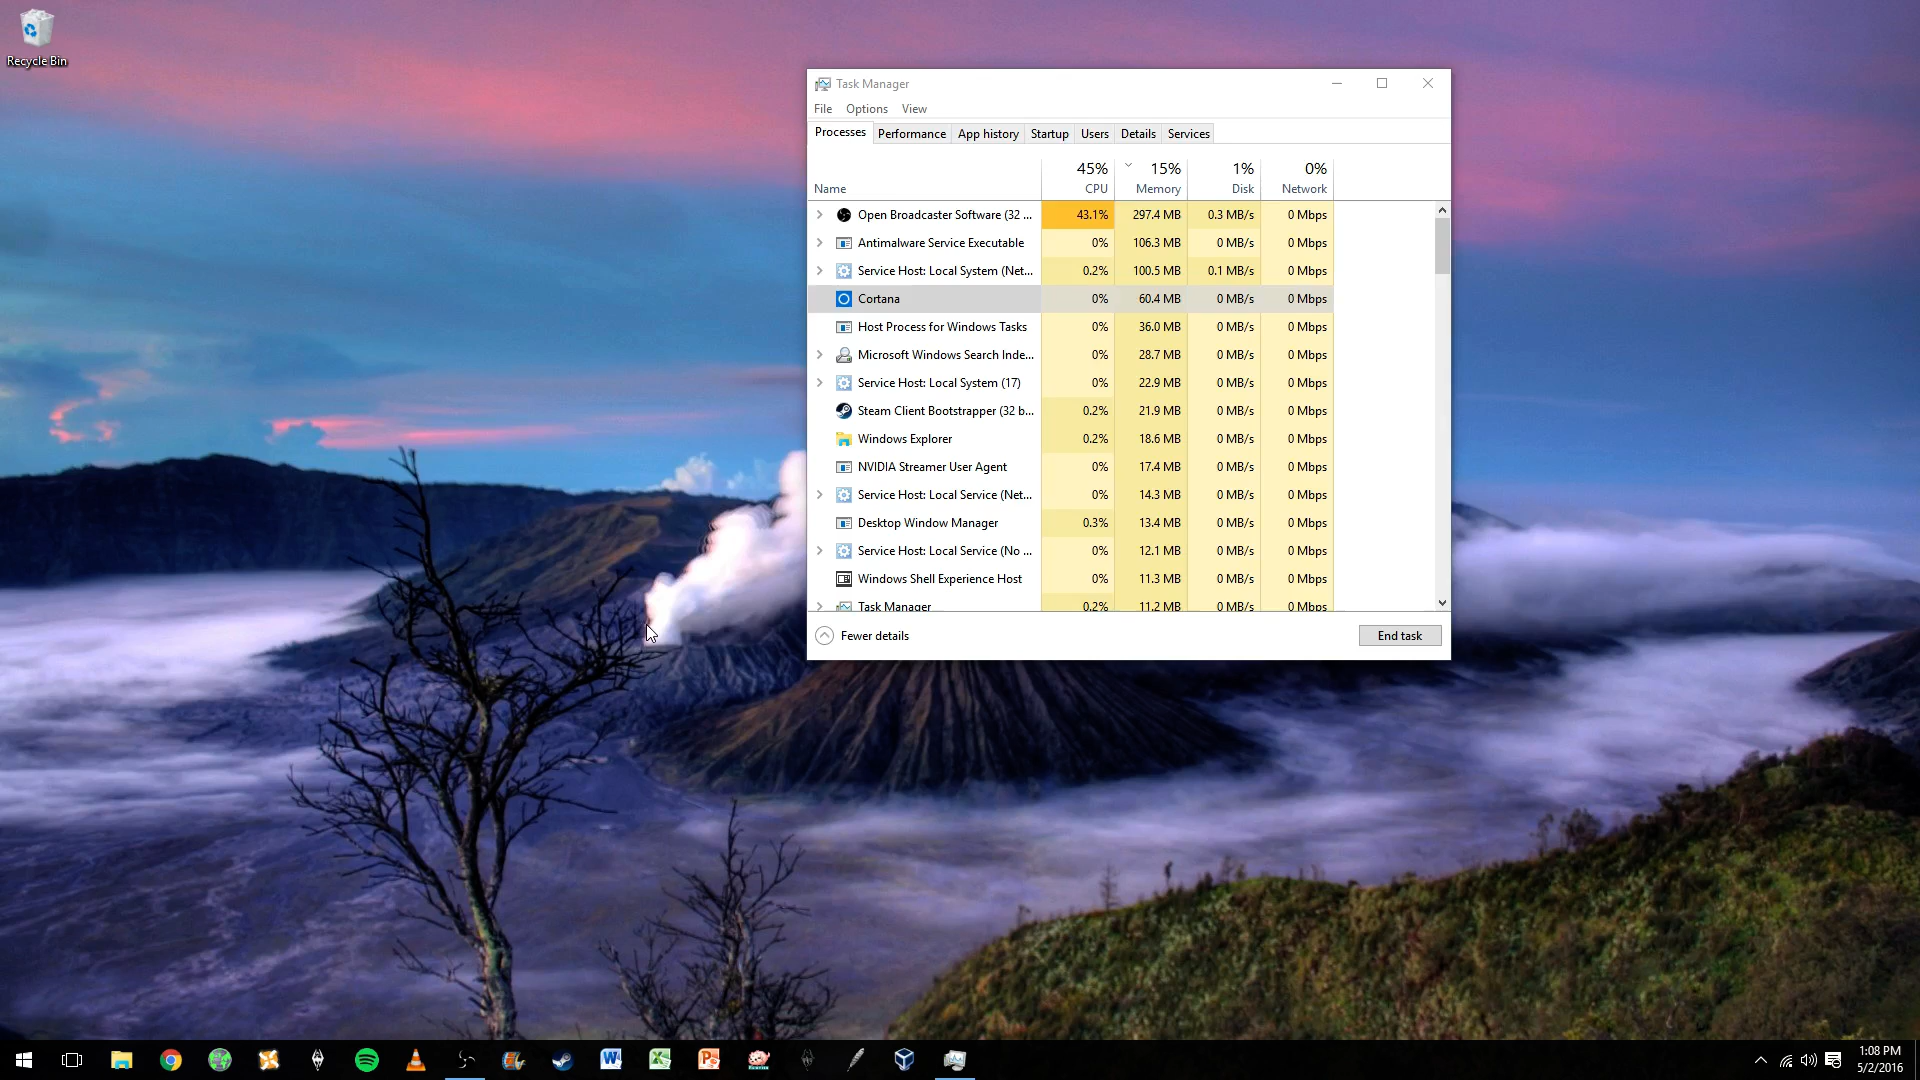 Recycle Bin
Task Manager
File Options View
Processes Performance App history Startup Users Details Services
45% 15% 1% 0%
Name CPU Memory Disk Network
Open Broadcaster Software (32 ... 43.1% 297.4 MB 0.3 MB/s 0 Mbps
Antimalware Service Executable 0% 106.3 MB 0 MB/s 0 Mbps
Service Host: Local System (Net... 0.2% 100.5 MB 0.1 MB/s 0 Mbps
Cortana 0% 60.4 MB 0 MB/s 0 Mbps
Host Process for Windows Tasks 0% 36.0 MB 0 MB/s 0 Mbps
Microsoft Windows Search Inde... 0% 28.7 MB 0 MB/s 0 Mbps
Service Host: Local System (17) 0% 22.9 MB 0 MB/s 0 Mbps
Steam Client Bootstrapper (32 b... 0.2% 21.9 MB 0 MB/s 0 Mbps
Windows Explorer 0.2% 18.6 MB 0 MB/s 0 Mbps
NVIDIA Streamer User Agent 0% 17.4 MB 0 MB/s 0 Mbps
Service Host: Local Service (Net... 0% 14.3 MB 0 MB/s 0 Mbps
Desktop Window Manager 0.3% 13.4 MB 0 MB/s 0 Mbps
Service Host: Local Service (No ... 0% 12.1 MB 0 MB/s 0 Mbps
Windows Shell Experience Host 0% 11.3 MB 0 MB/s 0 Mbps
Task Manager 0.2% 11.2 MB 0 MB/s 0 Mbps
Fewer details End task
1:08 PM
5/2/2016